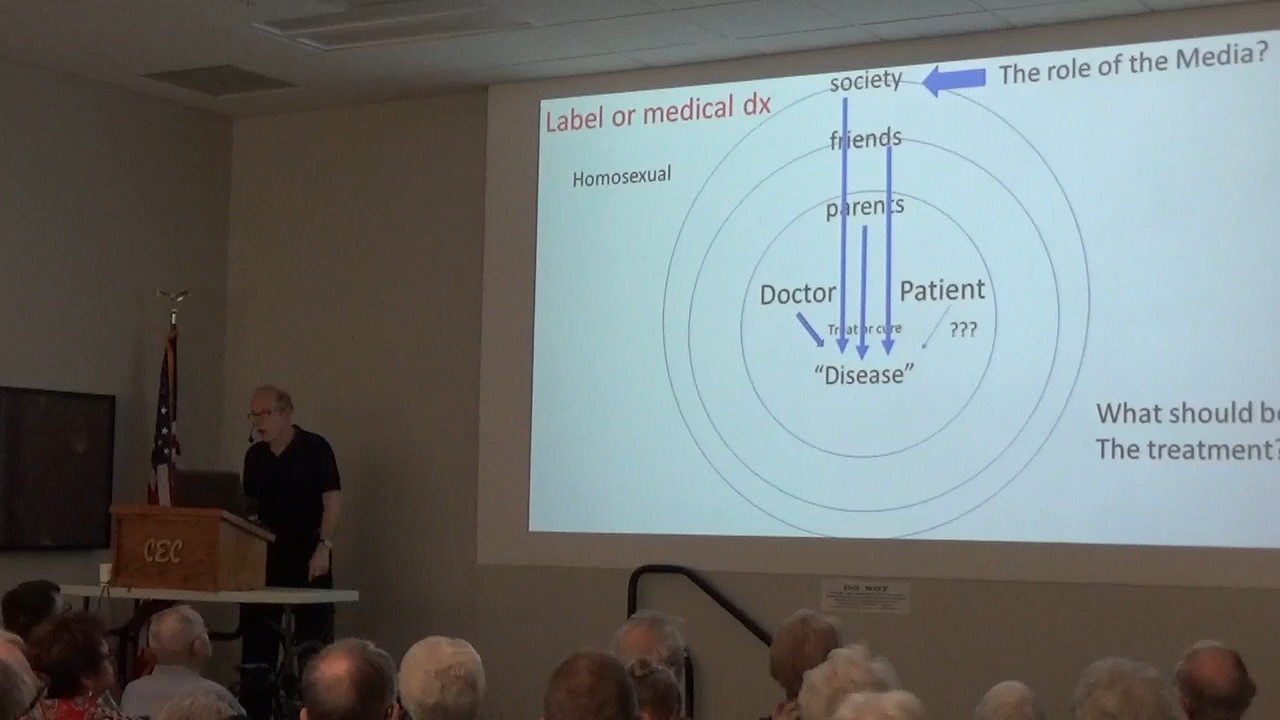 society
The role of the Media?
Label or medical dx
friends
Homosexual
parents
Doctor
Patient
Treat or cure
???
“Disease”
What should be
The treatment?
CEC
DO NOT